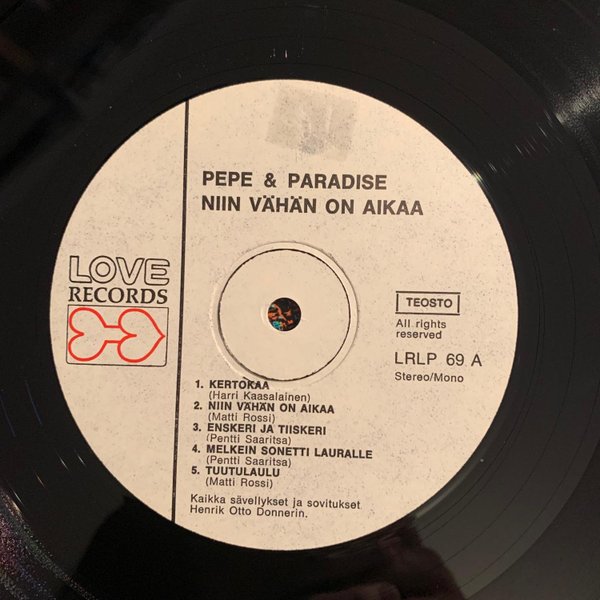 PEPE & PARADISE
NIIN VÄHÄN ON AIKAA
LOVE
RECORDS
TEOSTO
All rights
reserved
LRLP 69 A
Stereo/Mono
1. KERTOKAA
(Harri Kaasalainen)
2. NIIN VÄHÄN ON AIKAA
(Matti Rossi)
3. ENSKERI JA TIISKERI
(Pentti Saaritsa)
4. MELKEIN SONETTI LAURALLE
(Pentti Saaritsa)
5. TUUTULAULU
(Matti Rossi)
Kaikka sävellykset ja sovitukset
Henrik Otto Donnerin.